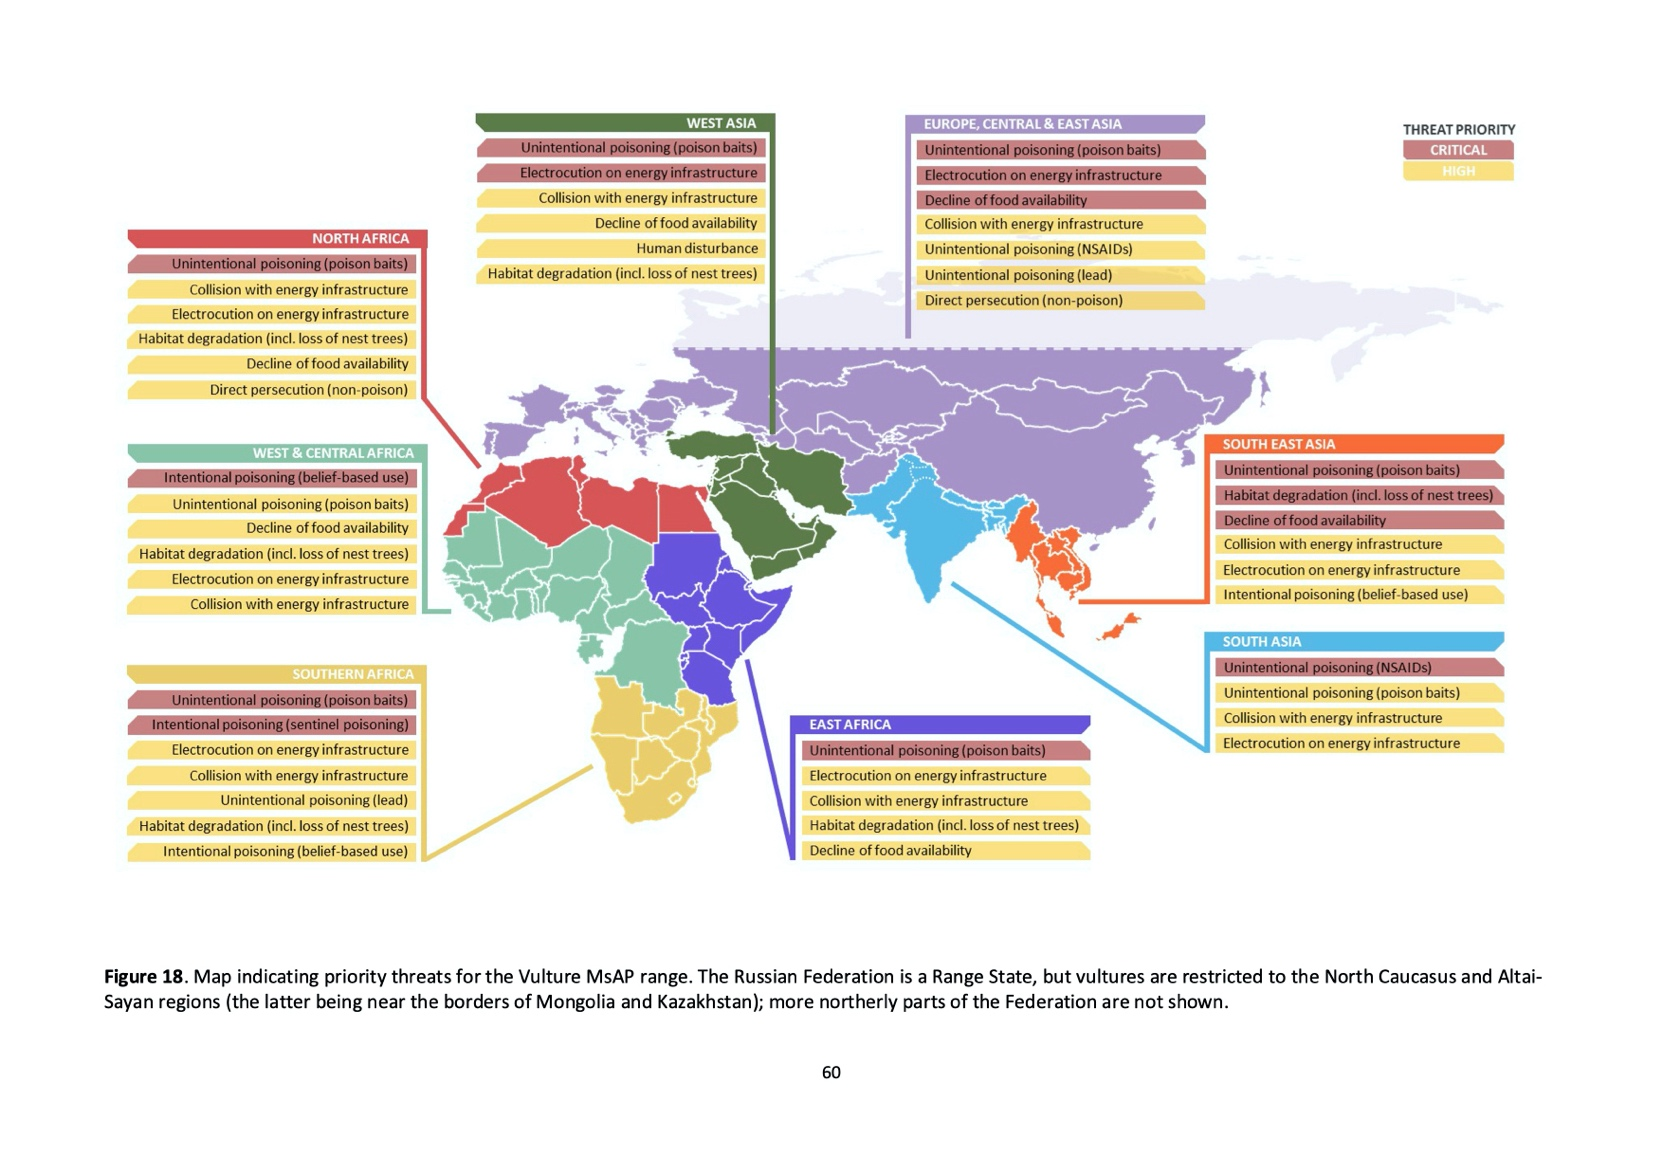 WEST ASIA
Unintentional poisoning (poison baits)
Electrocution on energy infrastructure
Collision with energy infrastructure
Decline of food availability
Human disturbance
Habitat degradation (incl. loss of nest trees)
EUROPE, CENTRAL & EAST ASIA
Unintentional poisoning (poison baits)
Electrocution on energy infrastructure
Decline of food availability
Collision with energy infrastructure
Unintentional poisoning (NSAIDs)
Unintentional poisoning (lead)
Direct persecution (non-poison)
THREAT PRIORITY
CRITICAL
HIGH
NORTH AFRICA
Unintentional poisoning (poison baits)
Collision with energy infrastructure
Electrocution on energy infrastructure
Habitat degradation (incl. loss of nest trees)
Decline of food availability
Direct persecution (non-poison)
WEST & CENTRAL AFRICA
Intentional poisoning (belief-based use)
Unintentional poisoning (poison baits)
Decline of food availability
Habitat degradation (incl. loss of nest trees)
Electrocution on energy infrastructure
Collision with energy infrastructure
SOUTH EAST ASIA
Unintentional poisoning (poison baits)
Habitat degradation (incl. loss of nest trees)
Decline of food availability
Collision with energy infrastructure
Electrocution on energy infrastructure
Intentional poisoning (belief-based use)
SOUTH ASIA
Unintentional poisoning (NSAIDs)
Unintentional poisoning (poison baits)
Collision with energy infrastructure
Electrocution on energy infrastructure
SOUTHERN AFRICA
Unintentional poisoning (poison baits)
Intentional poisoning (sentinel poisoning)
Electrocution on energy infrastructure
Collision with energy infrastructure
Unintentional poisoning (lead)
Habitat degradation (incl. loss of nest trees)
Intentional poisoning (belief-based use)
EAST AFRICA
Unintentional poisoning (poison baits)
Electrocution on energy infrastructure
Collision with energy infrastructure
Habitat degradation (incl. loss of nest trees)
Decline of food availability
Figure 18. Map indicating priority threats for the Vulture MsAP range. The Russian Federation is a Range State, but vultures are restricted to the North Caucasus and Altai-
Sayan regions (the latter being near the borders of Mongolia and Kazakhstan); more northerly parts of the Federation are not shown.
60